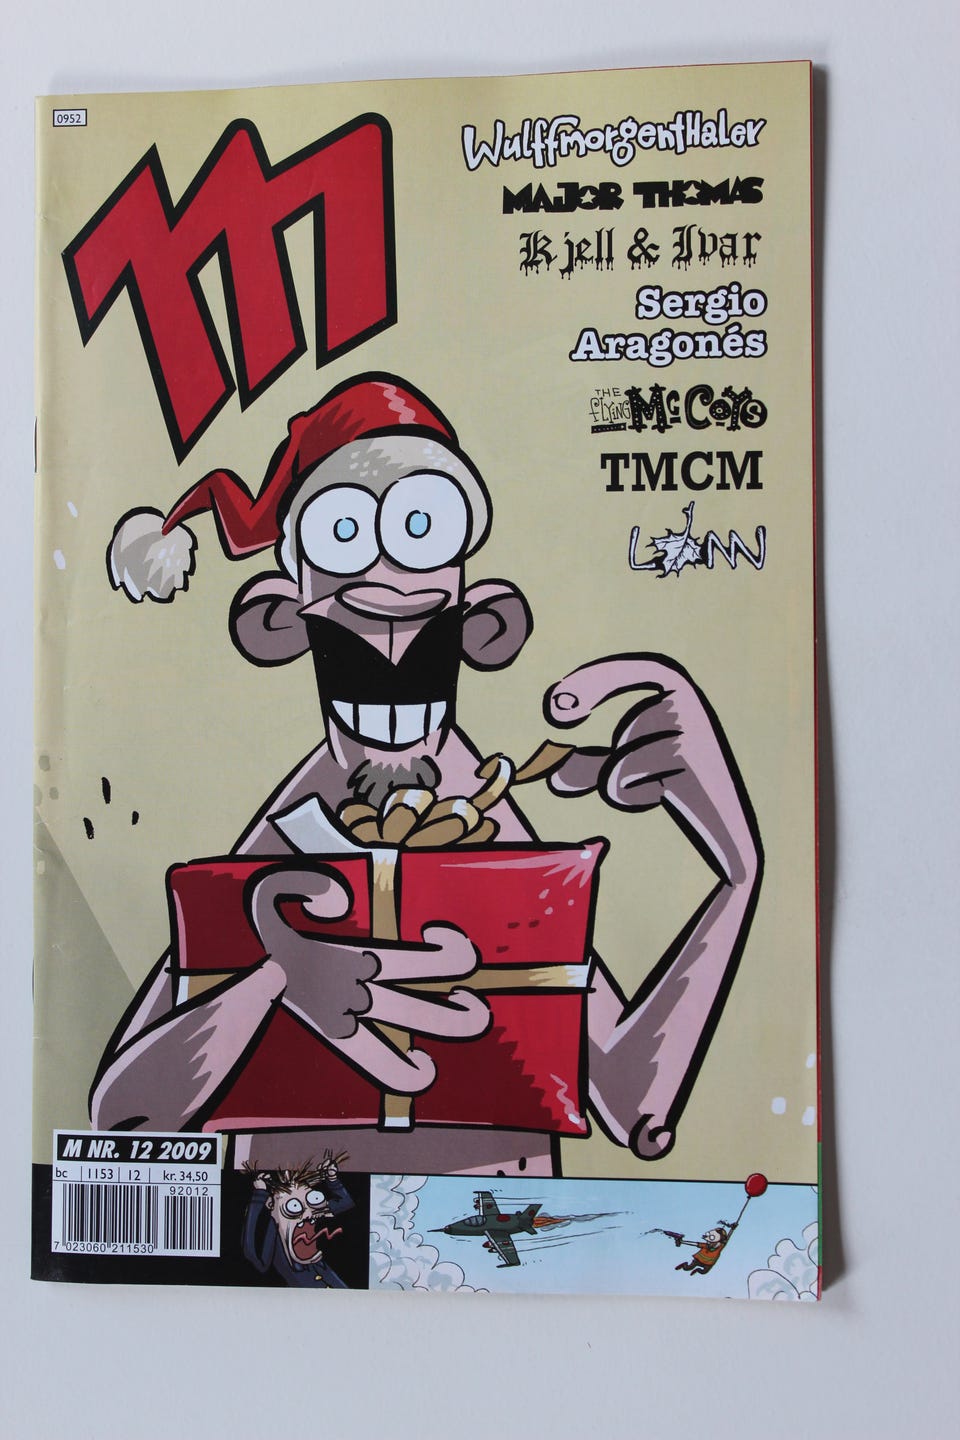 0952
M
Wulffmorgenthaler
MAJOR THOMAS
Kjell & Ivar
Sergio
Aragonés
THE
FLYING McCOYS
TMCM
LUNN
M NR. 12 2009
bc 1153 12 kr. 34,50
92012
7 023060 211530